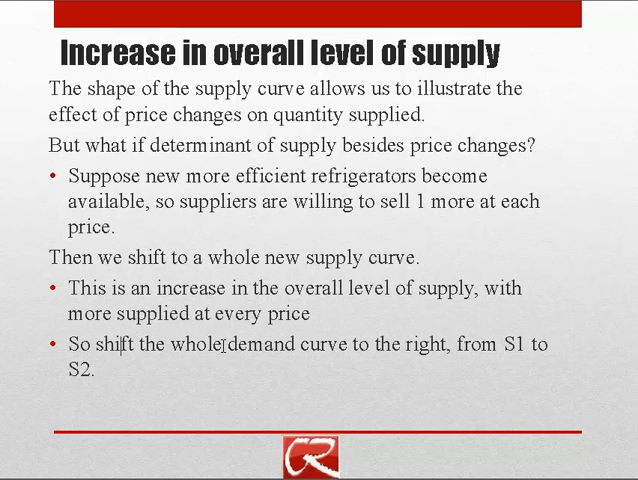 Increase in overall level of supply
The shape of the supply curve allows us to illustrate the
effect of price changes on quantity supplied.
But what if determinant of supply besides price changes?
• Suppose new more efficient refrigerators become
available, so suppliers are willing to sell 1 more at each
price.
Then we shift to a whole new supply curve.
• This is an increase in the overall level of supply, with
more supplied at every price
• So shift the whole demand curve to the right, from S1 to
S2.
CR